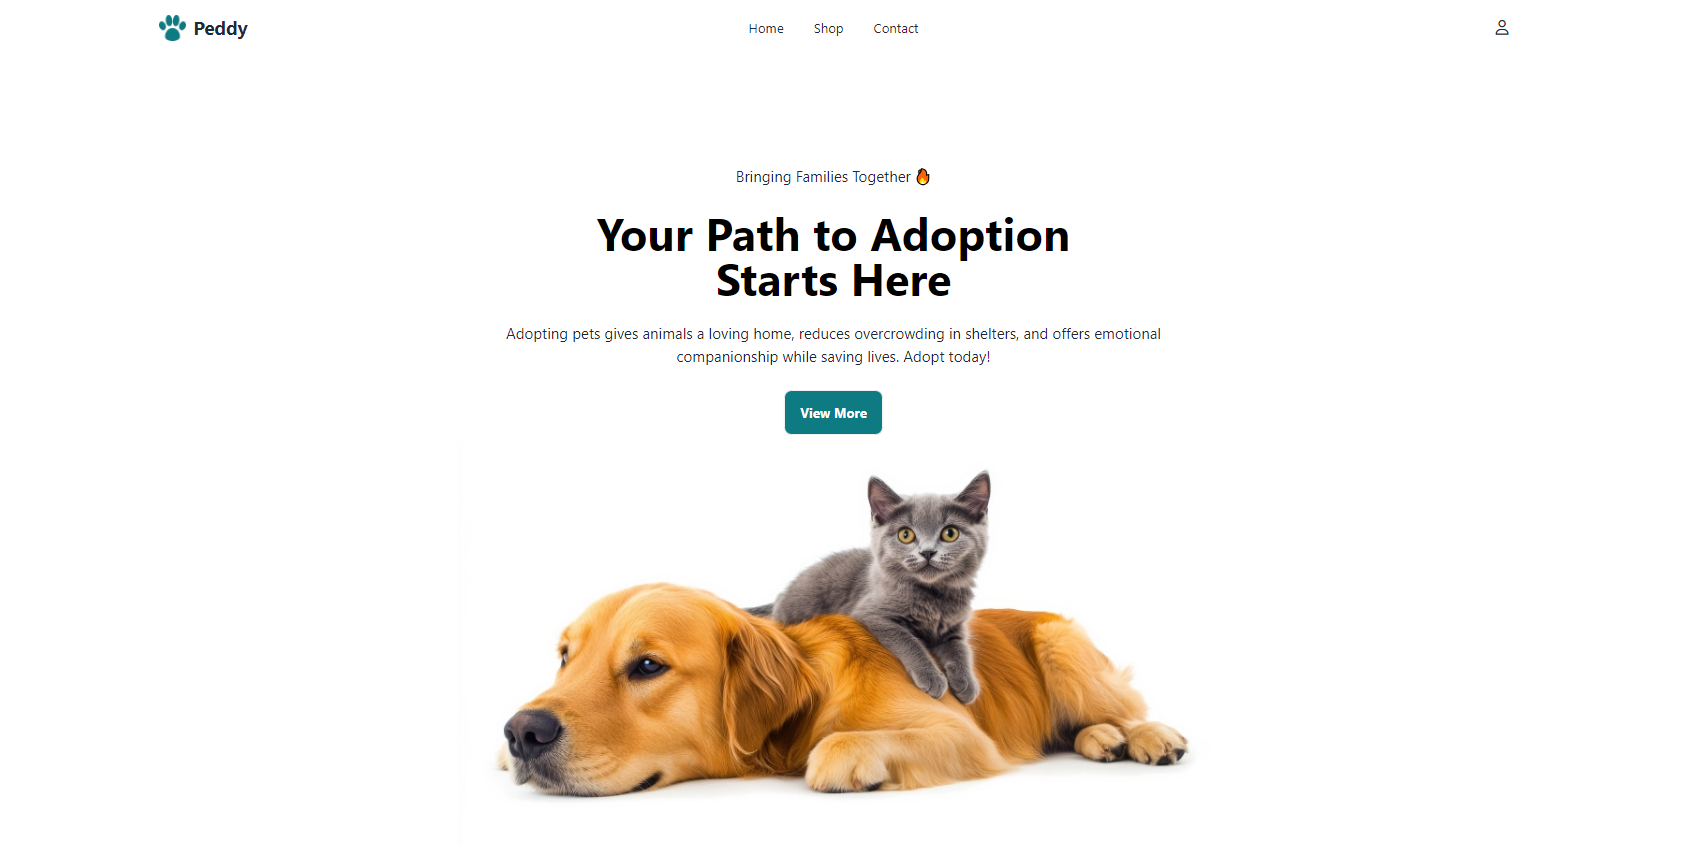 Peddy
Home Shop Contact
Bringing Families Together 🔥
Your Path to Adoption
Starts Here
Adopting pets gives animals a loving home, reduces overcrowding in shelters, and offers emotional
companionship while saving lives. Adopt today!
View More